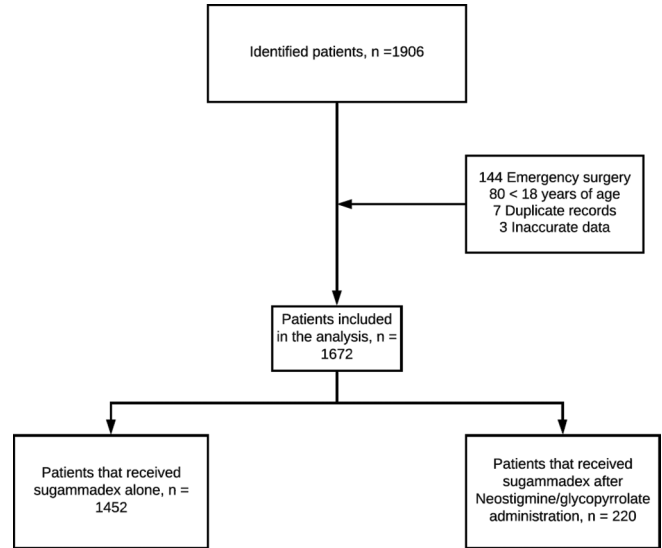 Identified patients, n =1906
144 Emergency surgery
80 < 18 years of age
7 Duplicate records
3 Inaccurate data
Patients included
in the analysis, n =
1672
Patients that received
sugammadex alone, n =
1452
Patients that received
sugammadex after
Neostigmine/glycopyrrolate
administration, n = 220